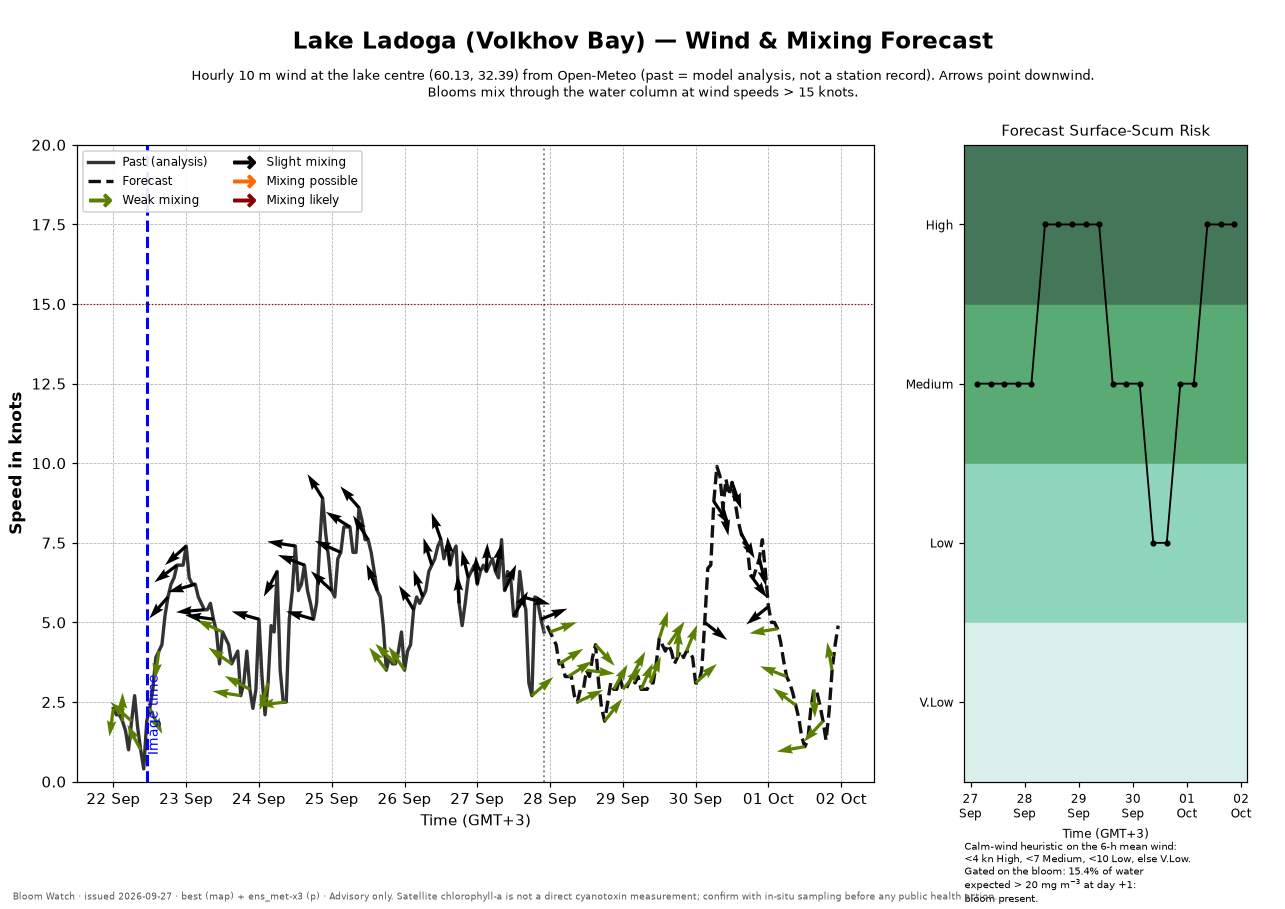 Lake Ladoga (Volkhov Bay) — Wind & Mixing Forecast
Hourly 10 m wind at the lake centre (60.13, 32.39) from Open-Meteo (past = model analysis, not a station record). Arrows point downwind.
Blooms mix through the water column at wind speeds > 15 knots.
Past (analysis)
Forecast
Weak mixing
Slight mixing
Mixing possible
Mixing likely
Speed in knots
20.0
17.5
15.0
12.5
10.0
7.5
5.0
2.5
0.0
Image time
22 Sep 23 Sep 24 Sep 25 Sep 26 Sep 27 Sep 28 Sep 29 Sep 30 Sep 01 Oct 02 Oct
Time (GMT+3)
Forecast Surface-Scum Risk
High
Medium
Low
V.Low
27 28 29 30 01 02
Sep Sep Sep Sep Oct Oct
Time (GMT+3)
Calm-wind heuristic on the 6-h mean wind:
<4 kn High, <7 Medium, <10 Low, else V.Low.
Gated on the bloom: 15.4% of water
expected > 20 mg m⁻³ at day +1:
bloom present.
Bloom Watch · issued 2026-09-27 · best (map) + ens_met-x3 (p) · Advisory only. Satellite chlorophyll-a is not a direct cyanotoxin measurement; confirm with in-situ sampling before any public health action.